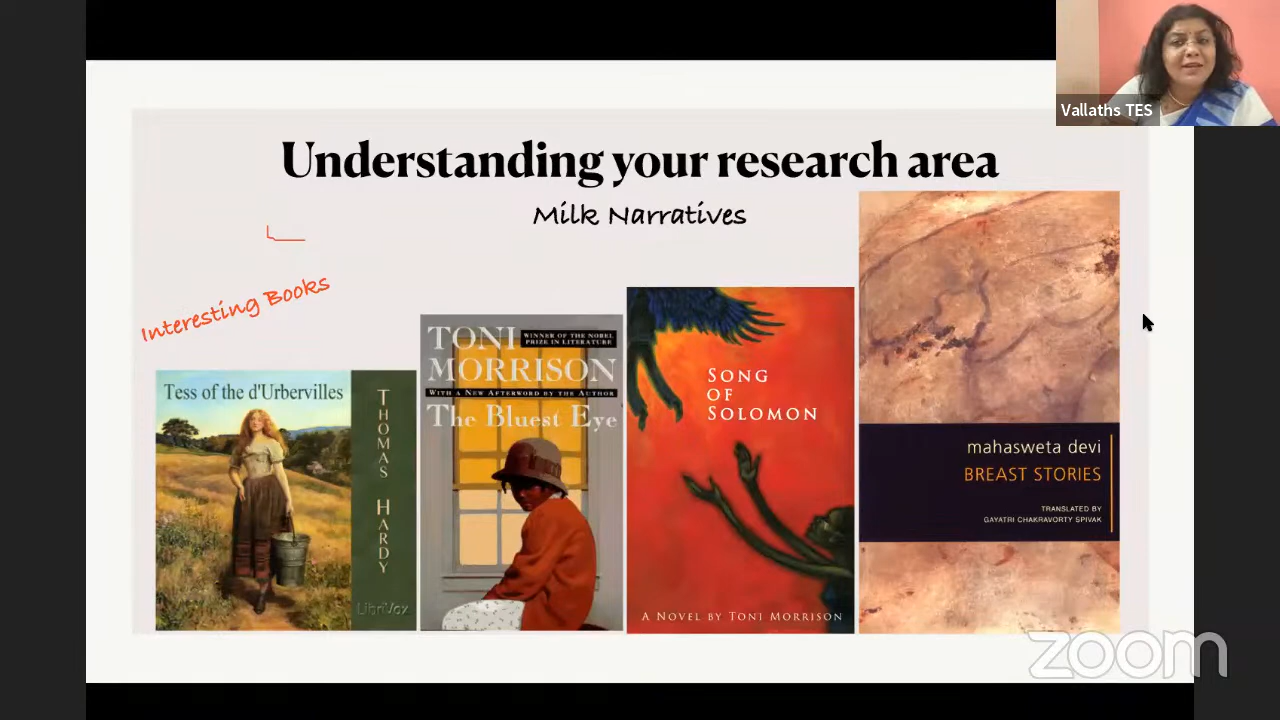 Vallaths TES
Understanding your research area
Milk Narratives
Interesting Books
Tess of the d'Urbervilles
THOMAS HARDY
LibriVox
TONI
WINNER OF THE NOBEL
PRIZE IN LITERATURE
MORRISON
WITH A NEW AFTERWORD BY THE AUTHOR
The Bluest Eye
SONG
OF
SOLOMON
A NOVEL BY TONI MORRISON
mahasweta devi
BREAST STORIES
TRANSLATED BY
GAYATRI CHAKRAVORTY SPIVAK
zoom